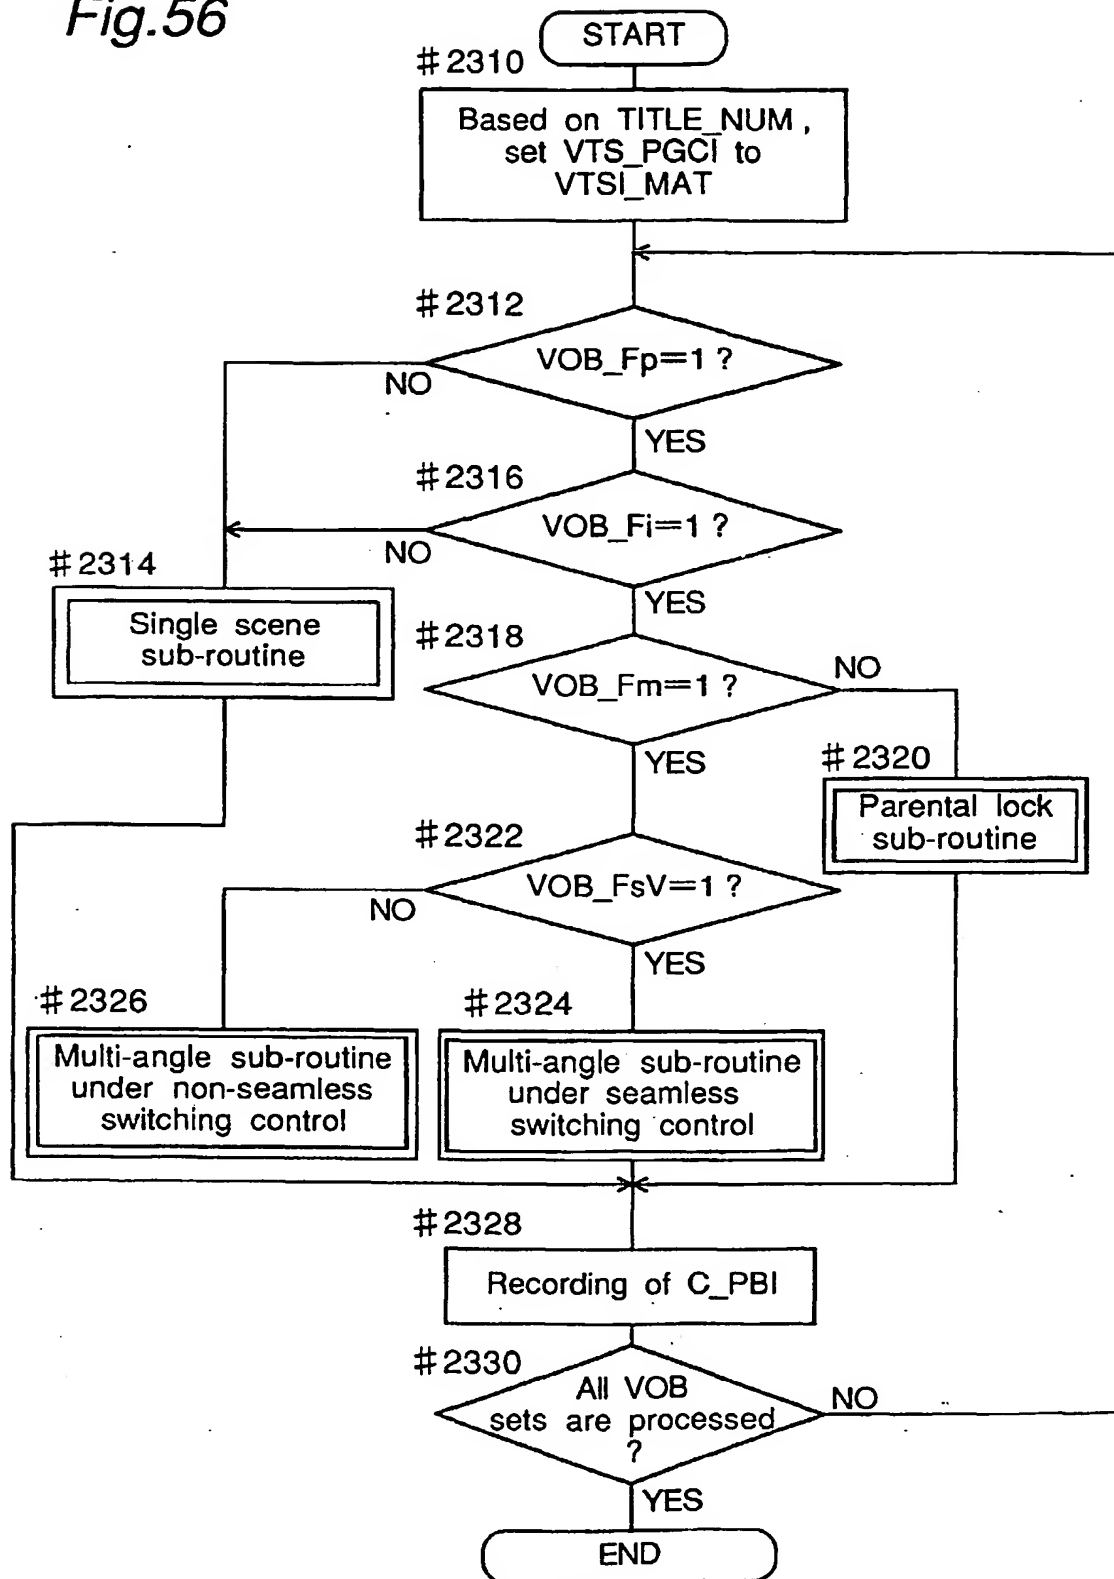 Fig.56
START
#2310
Based on TITLE_NUM,
set VTS_PGCI to
VTSI_MAT
#2312
VOB_Fp=1 ?
NO
YES
#2316
VOB_Fi=1 ?
NO
YES
#2314
Single scene
sub-routine
#2318
VOB_Fm=1 ?
NO
YES
#2320
Parental lock
sub-routine
#2322
VOB_FsV=1 ?
NO
YES
#2326
Multi-angle sub-routine
under non-seamless
switching control
#2324
Multi-angle sub-routine
under seamless
switching control
#2328
Recording of C_PBI
#2330
All VOB
sets are processed
?
NO
YES
END